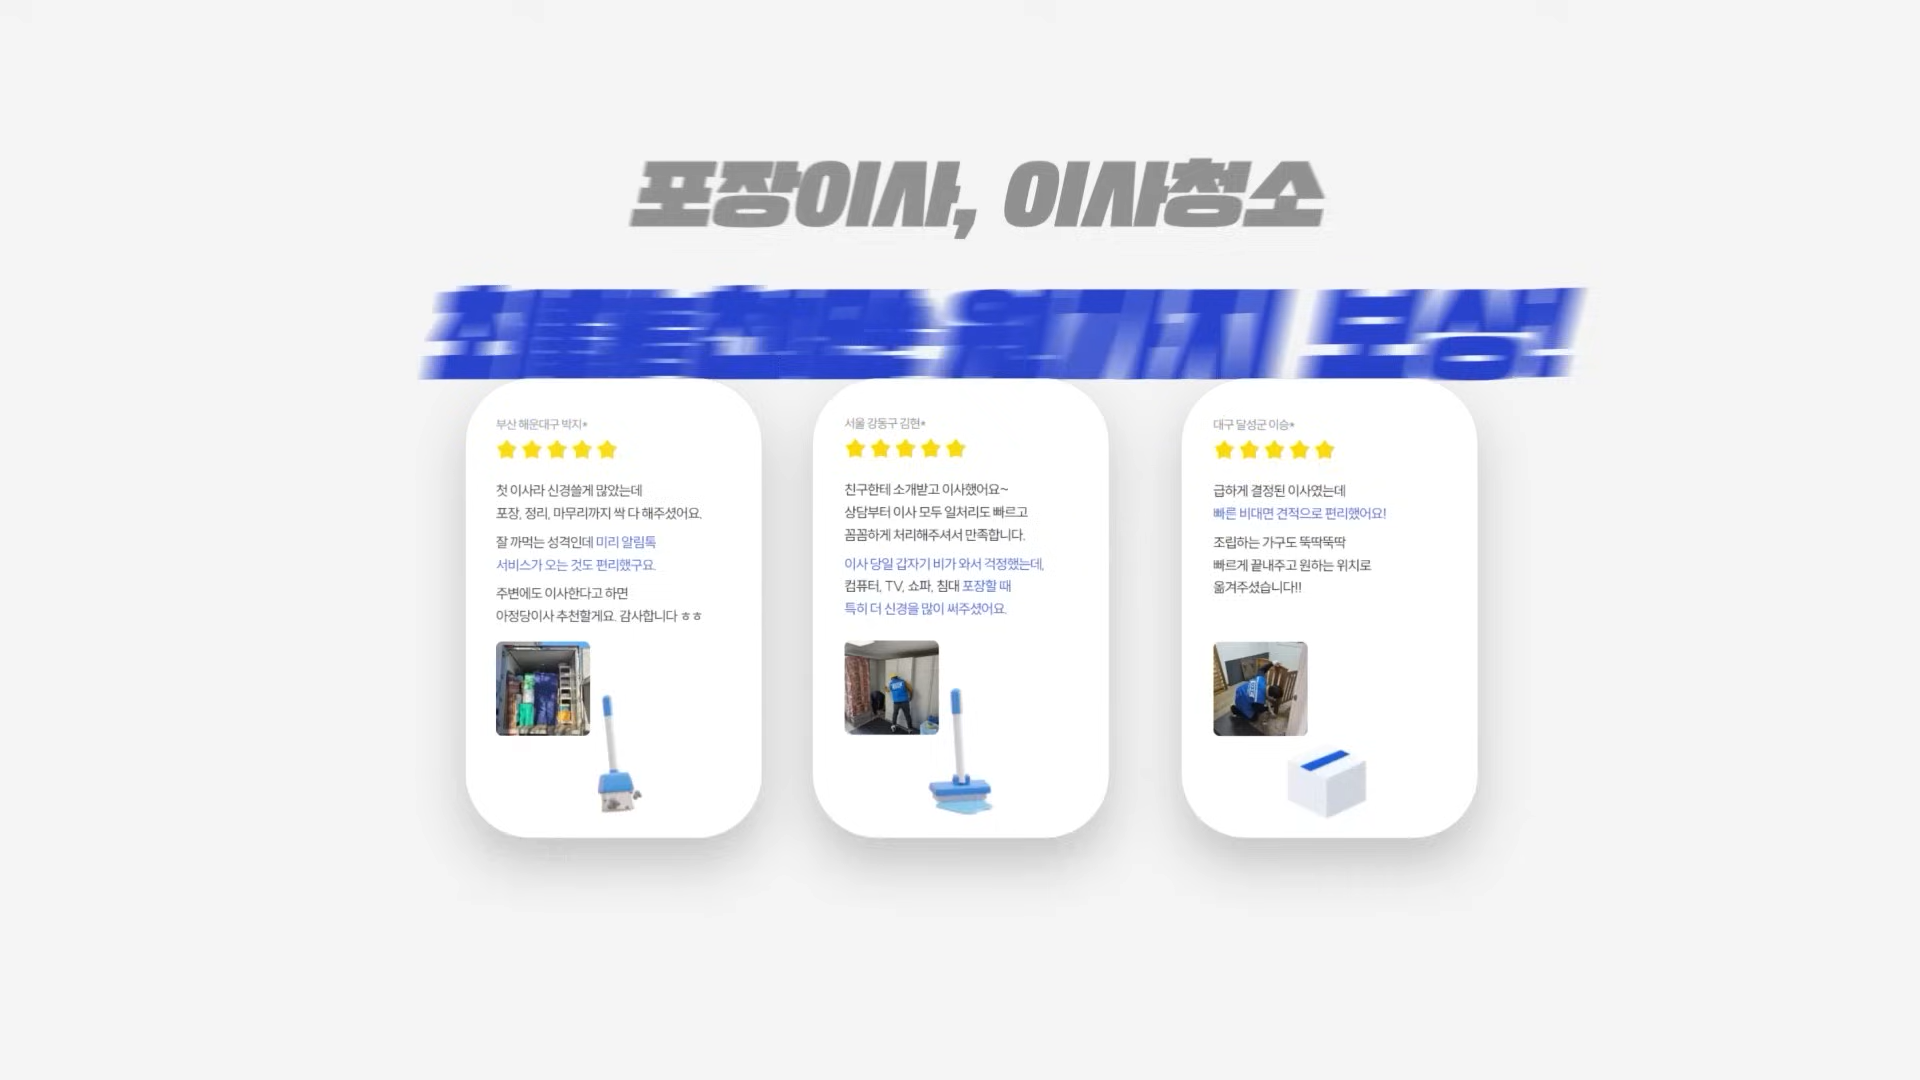 포장이사, 이사청소
최대 천만 원까지 보상!
부산 해운대구 박지*
첫 이사라 신경쓸게 많았는데
포장, 정리, 마무리까지 싹 다 해주셨어요.
잘 까먹는 성격인데 미리 알림톡
서비스가 오는 것도 편리했구요.
주변에도 이사한다고 하면
아정당이사 추천할게요. 감사합니다 ㅎㅎ
서울 강동구 김현*
친구한테 소개받고 이사했어요~
상담부터 이사 모두 일처리도 빠르고
꼼꼼하게 처리해주셔서 만족합니다.
이사 당일 갑자기 비가 와서 걱정했는데,
컴퓨터, TV, 쇼파, 침대 포장할 때
특히 더 신경을 많이 써주셨어요.
대구 달성군 이승*
급하게 결정된 이사였는데
빠른 비대면 견적으로 편리했어요!
조립하는 가구도 뚝딱뚝딱
빠르게 끝내주고 원하는 위치로
옮겨주셨습니다!!